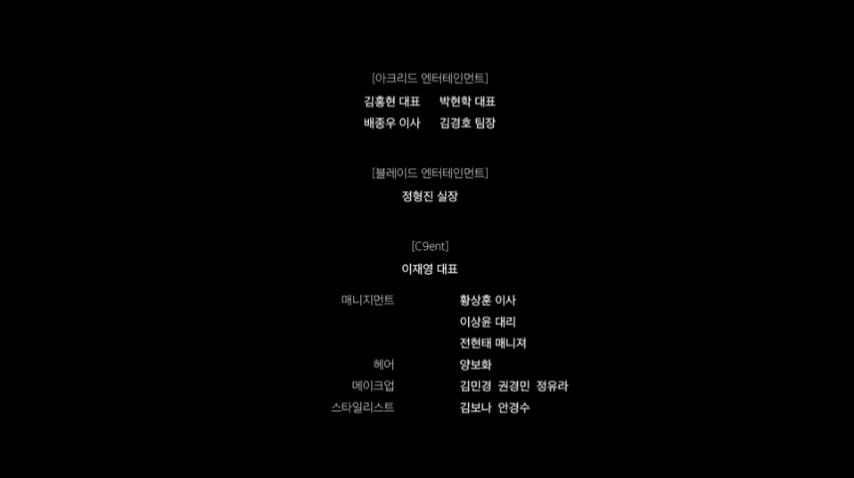 [아크리드 엔터테인먼트]
김홍현 대표 박현학 대표
배종우 이사 김경호 팀장
[블레이드 엔터테인먼트]
정형진 실장
[C9ent]
이재영 대표
매니지먼트 황상훈 이사
이상윤 대리
전현태 매니져
헤어 양보화
메이크업 김민경 권경민 정유라
스타일리스트 김보나 안경수